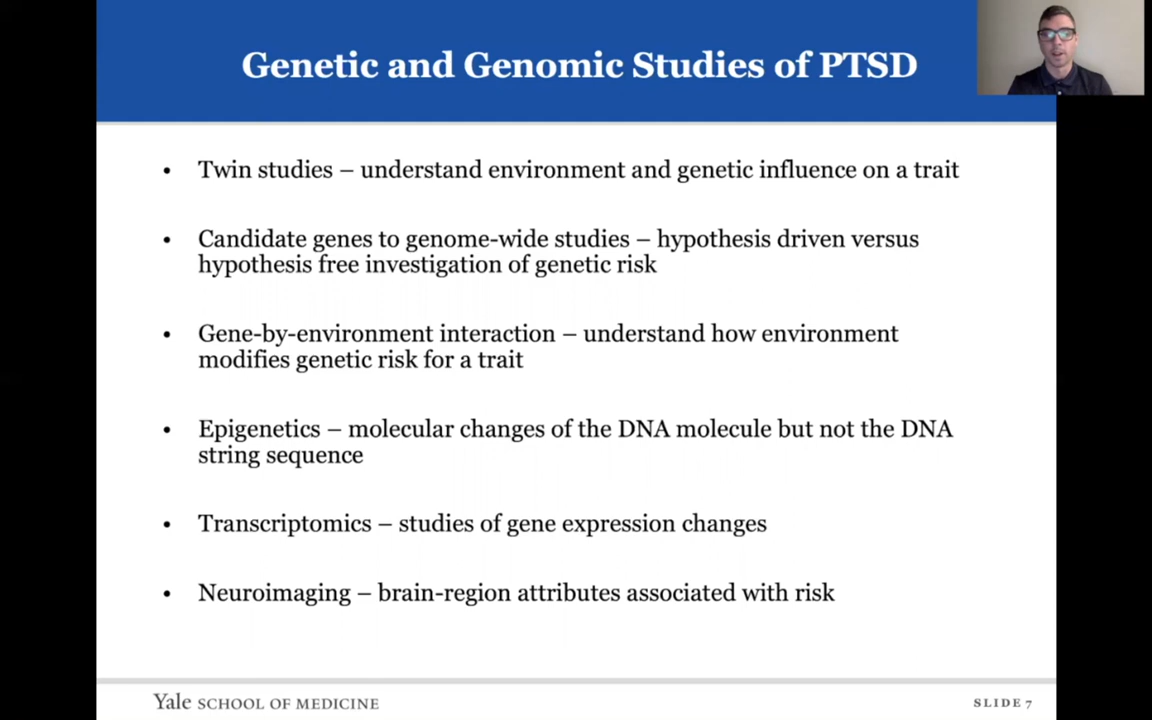 Genetic and Genomic Studies of PTSD
• Twin studies – understand environment and genetic influence on a trait
• Candidate genes to genome-wide studies – hypothesis driven versus
hypothesis free investigation of genetic risk
• Gene-by-environment interaction – understand how environment
modifies genetic risk for a trait
• Epigenetics – molecular changes of the DNA molecule but not the DNA
string sequence
• Transcriptomics – studies of gene expression changes
• Neuroimaging – brain-region attributes associated with risk
Yale SCHOOL OF MEDICINE
SLIDE 7